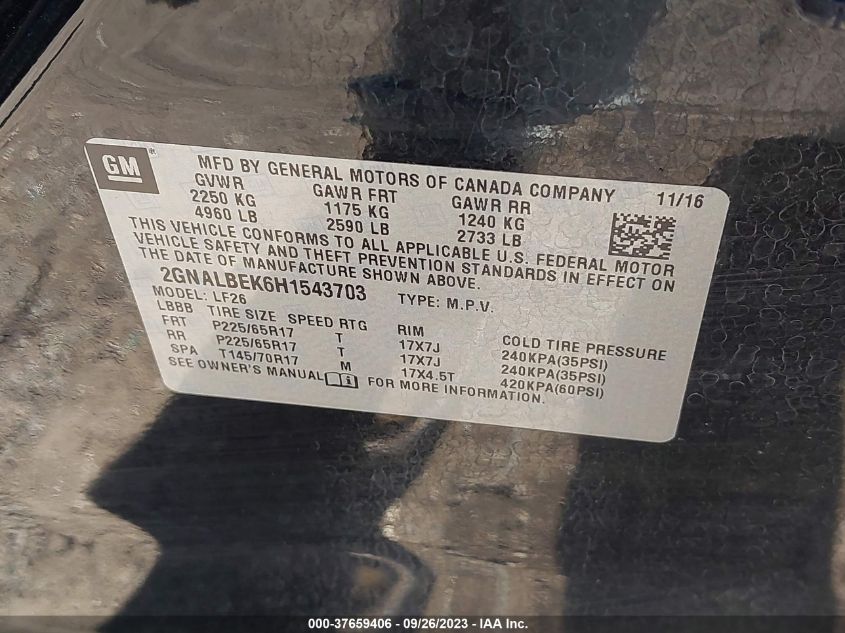 GM®
MFD BY GENERAL MOTORS OF CANADA COMPANY 11/16
GVWR GAWR FRT GAWR RR
2250 KG 1175 KG 1240 KG
4960 LB 2590 LB 2733 LB
THIS VEHICLE CONFORMS TO ALL APPLICABLE U.S. FEDERAL MOTOR
VEHICLE SAFETY AND THEFT PREVENTION STANDARDS IN EFFECT ON
THE DATE OF MANUFACTURE SHOWN ABOVE.
2GNALBEK6H1543703 TYPE: M.P.V.
MODEL: LF26
LBBB TIRE SIZE SPEED RTG RIM COLD TIRE PRESSURE
FRT P225/65R17 T 17X7J 240KPA(35PSI)
RR P225/65R17 T 17X7J 240KPA(35PSI)
SPA T145/70R17 M 17X4.5T 420KPA(60PSI)
SEE OWNER'S MANUAL FOR MORE INFORMATION.
000-37659406 - 09/26/2023 - IAA Inc.